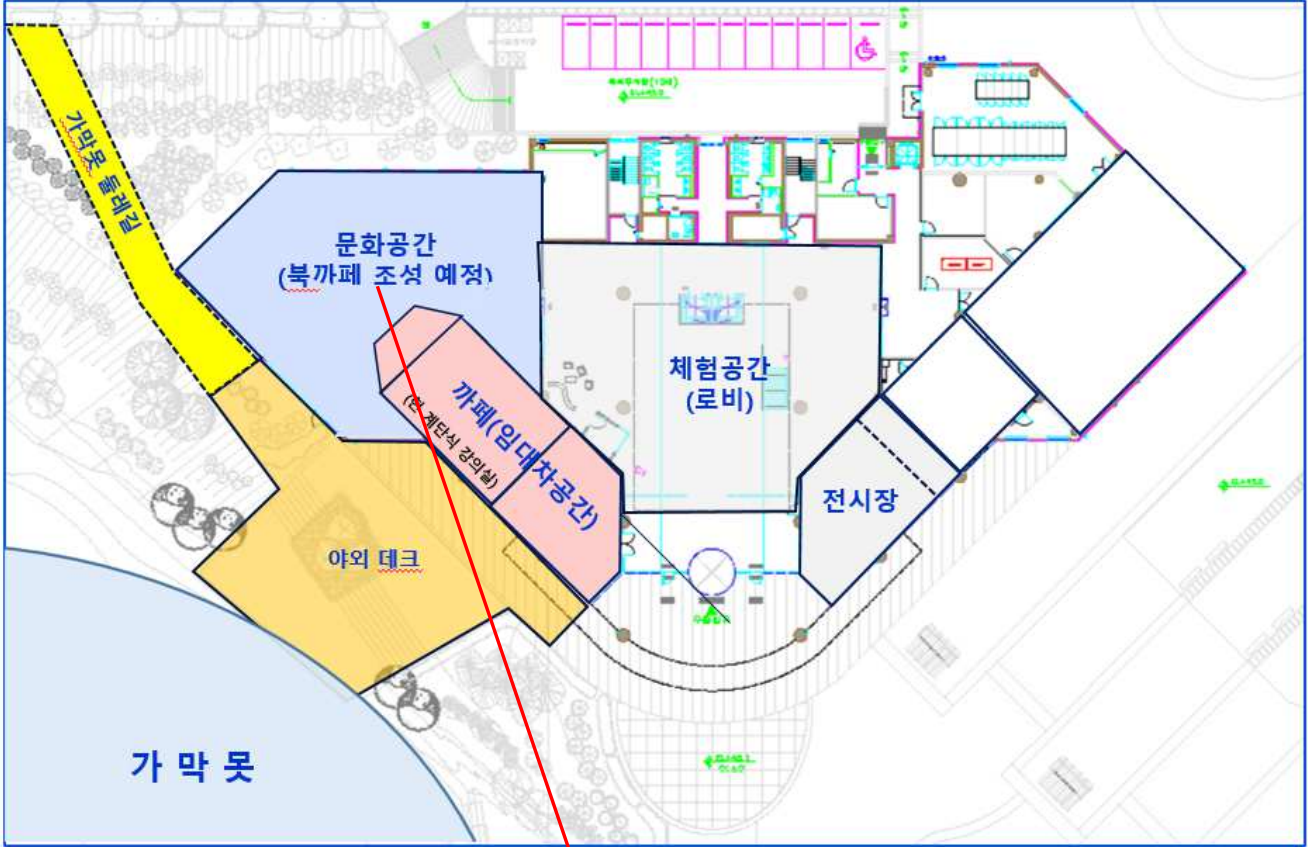 가막못 둘레길
문화공간
(북까페 조성 예정)
까페(임대차공간)
(현 계단식 강의실)
체험공간
(로비)
전시장
야외 데크
가 막 못